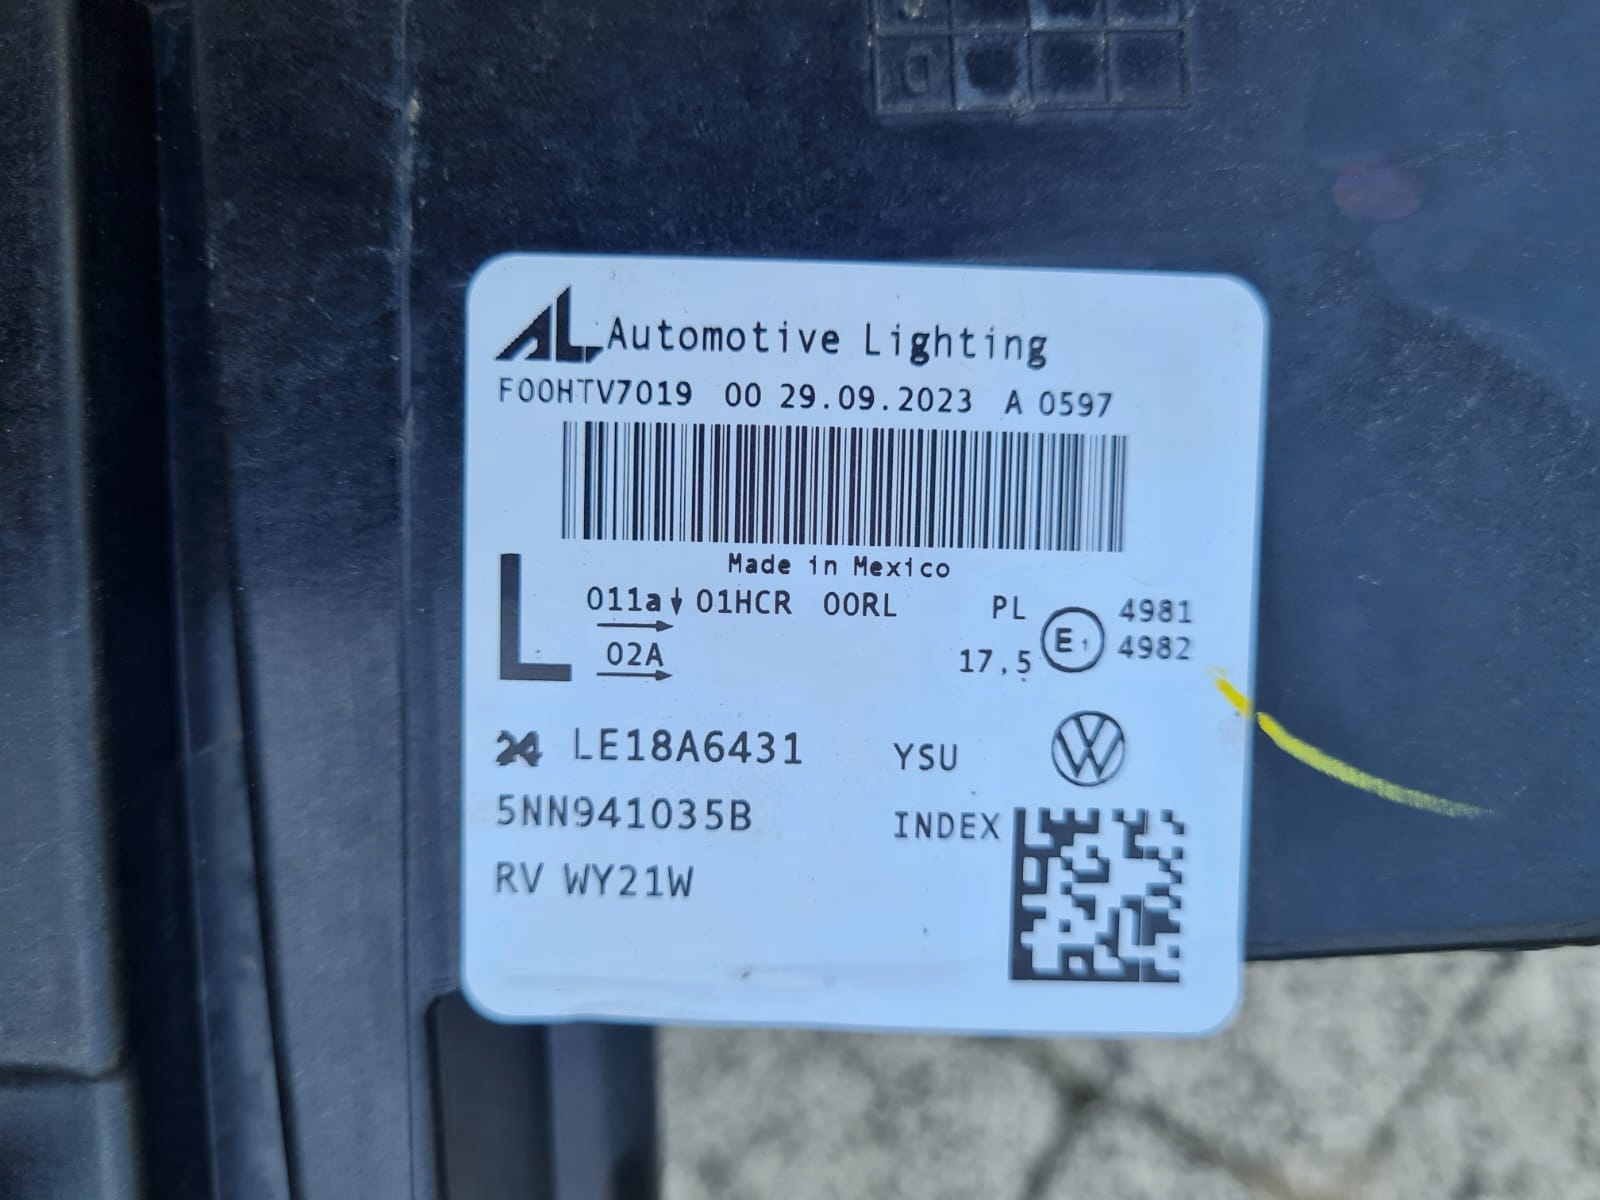 AL Automotive Lighting
F00HTV7019 00 29.09.2023 A 0597
Made in Mexico
L
011a↓ 01HCR 00RL PL E1 4981
02A 17,5 4982
24 LE18A6431 YSU
5NN941035B INDEX
RV WY21W